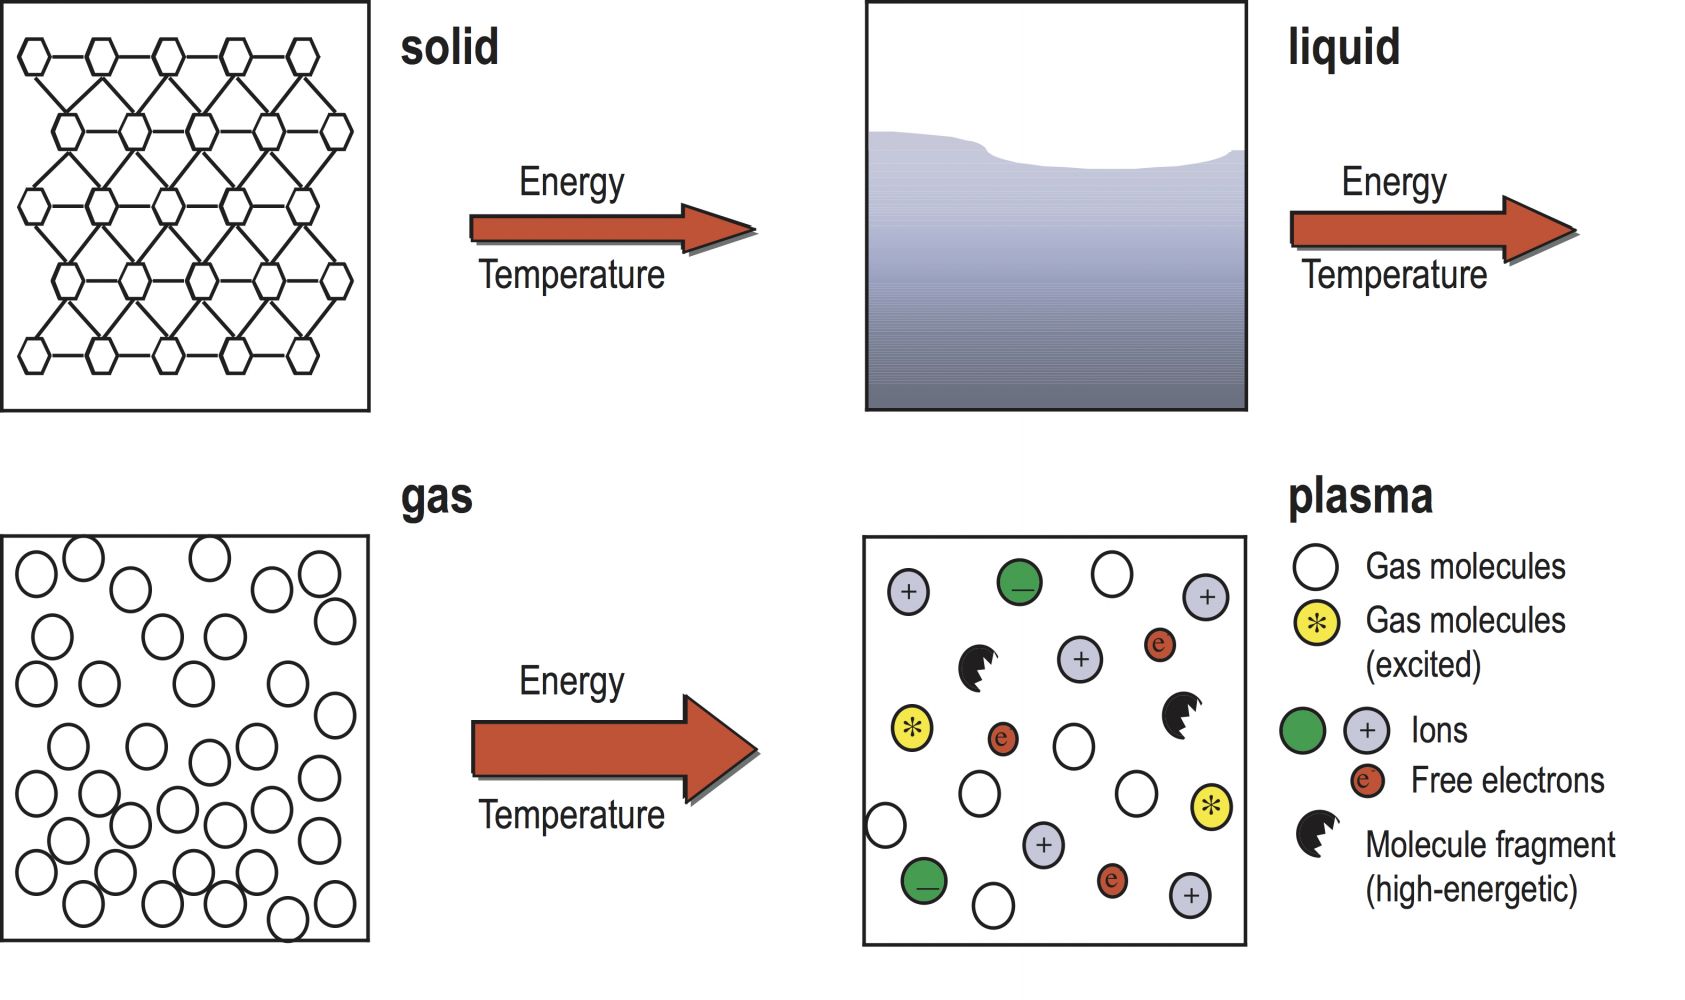 solid
Energy
Temperature
liquid
Energy
Temperature
gas
Energy
Temperature
plasma
+
_
+
+
e
*
e
*
+
_
e
+
Gas molecules
* Gas molecules
(excited)
+ Ions
e- Free electrons
Molecule fragment
(high-energetic)